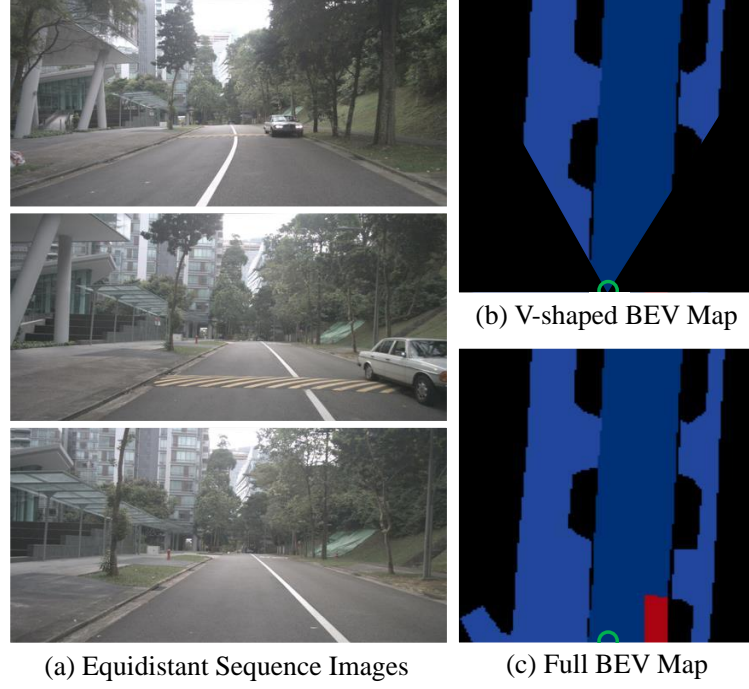 (b) V-shaped BEV Map
(a) Equidistant Sequence Images
(c) Full BEV Map